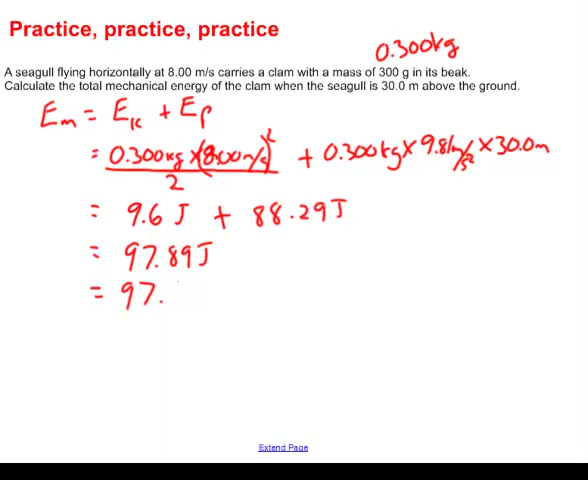 Practice, practice, practice
0.300kg
A seagull flying horizontally at 8.00 m/s carries a clam with a mass of 300 g in its beak.
Calculate the total mechanical energy of the clam when the seagull is 30.0 m above the ground.
Em = Ek + Ep
= 0.300kg × (8.00m/s)² / 2 + 0.300kg × 9.81m/s² × 30.0m
= 9.6 J + 88.29J
= 97.89J
= 97.
Extend Page